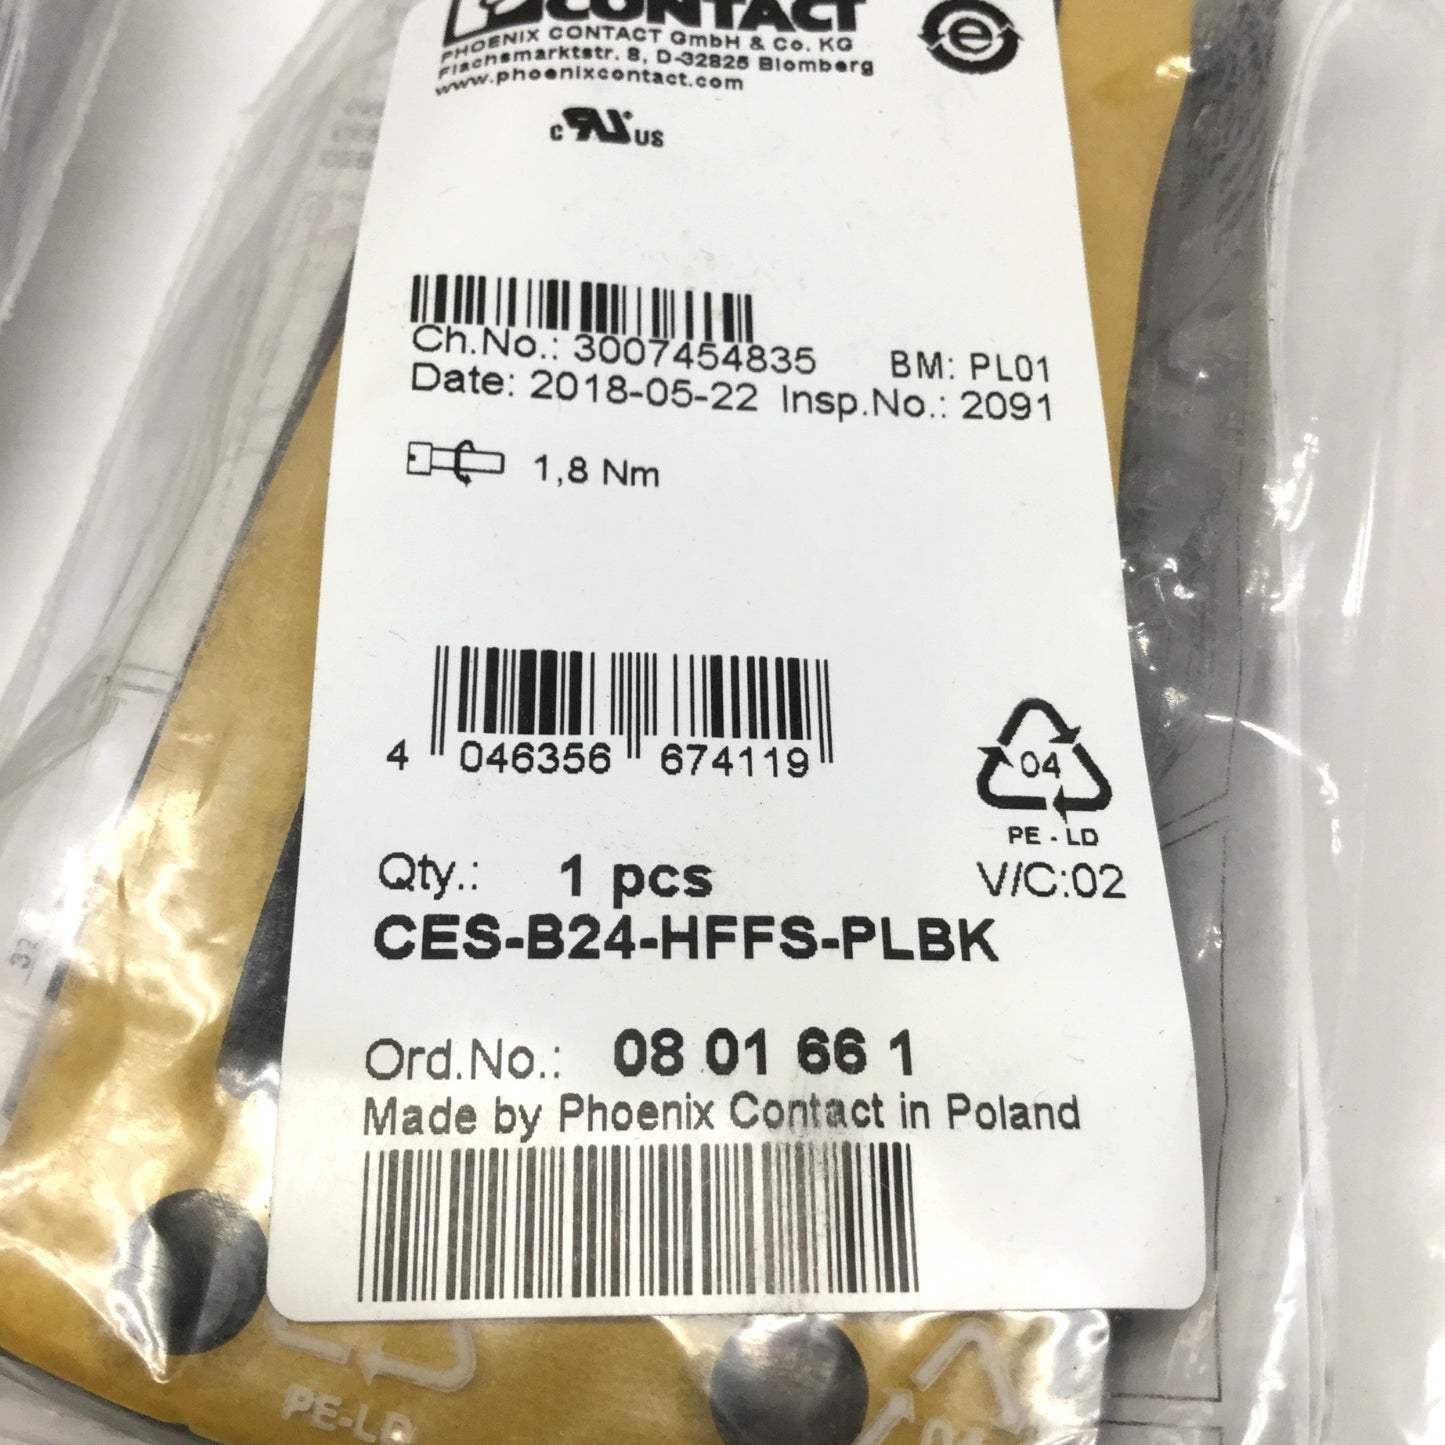 CONTACT
PHOENIX CONTACT GmbH & Co. KG
Flachsmarktstr. 8, D-32825 Blomberg
www.phoenixcontact.com
e
c RU US
Ch.No.: 3007454835 BM: PL01
Date: 2018-05-22 Insp.No.: 2091
1,8 Nm
4 046356 674119
04
PE - LD
Qty.: 1 pcs V/C:02
CES-B24-HFFS-PLBK
Ord.No.: 08 01 66 1
Made by Phoenix Contact in Poland
PE-LD
04
32